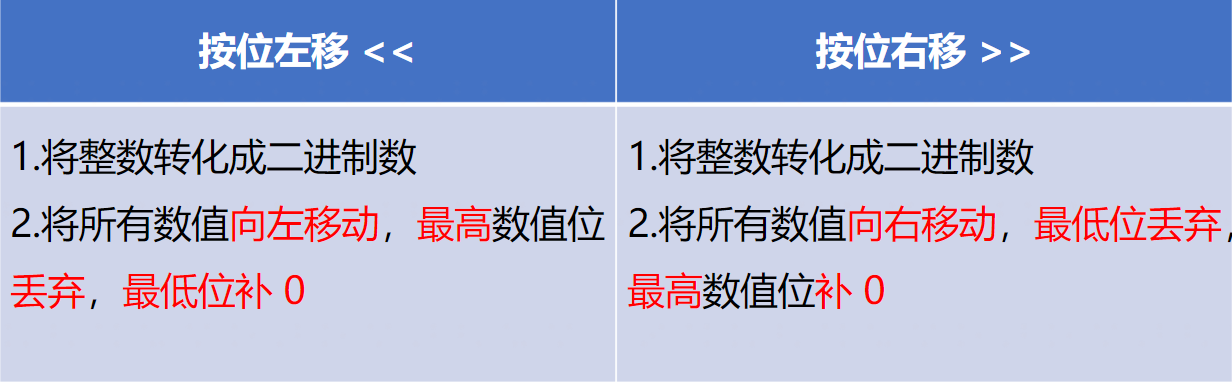 按位左移 <<
按位右移 >>
1.将整数转化成二进制数
2.将所有数值向左移动，最高数值位
丢弃，最低位补 0
1.将整数转化成二进制数
2.将所有数值向右移动，最低位丢弃，
最高数值位补 0